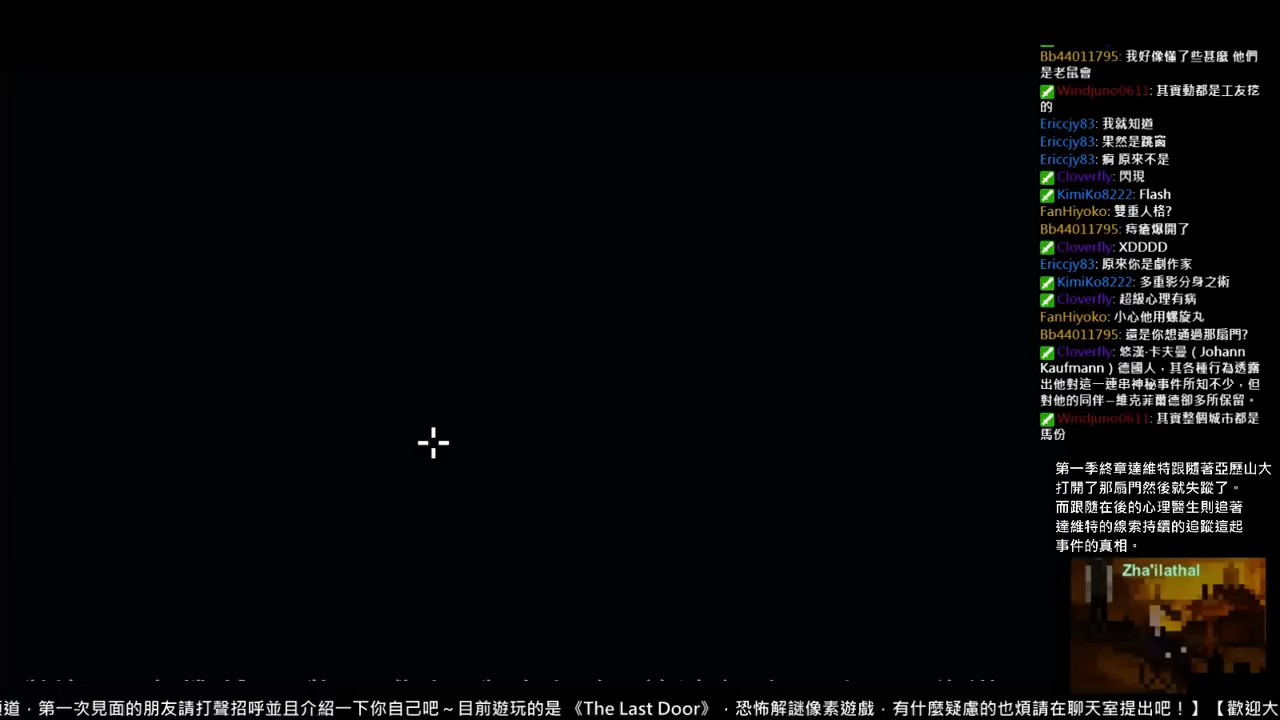 Bb44011795: 我好像懂了些甚麼 他們
是老鼠會
Windjuno0611: 其實動都是工友挖
的
Ericcjy83: 我就知道
Ericcjy83: 果然是跳窗
Ericcjy83: 痾 原來不是
Cloverfly: 閃現
KimiKo8222: Flash
FanHiyoko: 雙重人格?
Bb44011795: 痔瘡爆開了
Cloverfly: XDDDD
Ericcjy83: 原來你是劇作家
KimiKo8222: 多重影分身之術
Cloverfly: 超級心理有病
FanHiyoko: 小心他用螺旋丸
Bb44011795: 還是你想通過那扇門?
Cloverfly: 悠漢·卡夫曼（Johann
Kaufmann）德國人，其各種行為透露
出他對這一連串神秘事件所知不少，但
對他的同伴–維克菲爾德卻多所保留。
Windjuno0611: 其實整個城市都是
馬份
第一季終章達維特跟隨著亞歷山大
打開了那扇門然後就失蹤了。
而跟隨在後的心理醫生則追著
達維特的線索持續的追蹤這起
事件的真相。
Zha'ilathal
道，第一次見面的朋友請打聲招呼並且介紹一下你自己吧～目前遊玩的是 《The Last Door》，恐怖解謎像素遊戲，有什麼疑慮的也煩請在聊天室提出吧！】【歡迎大